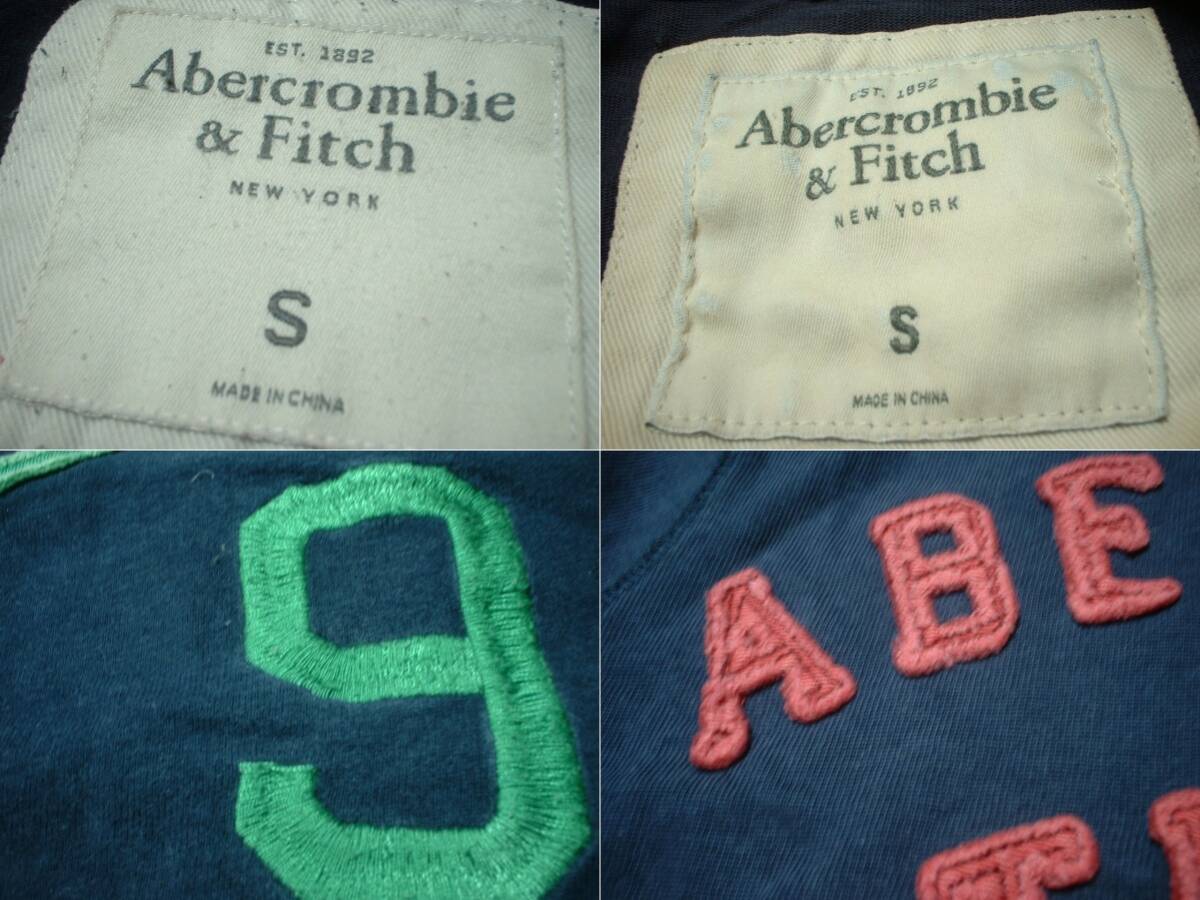 EST. 1892
Abercrombie
& Fitch
NEW YORK
S
MADE IN CHINA
EST. 1892
Abercrombie
& Fitch
NEW YORK
S
MADE IN CHINA
9
ABE